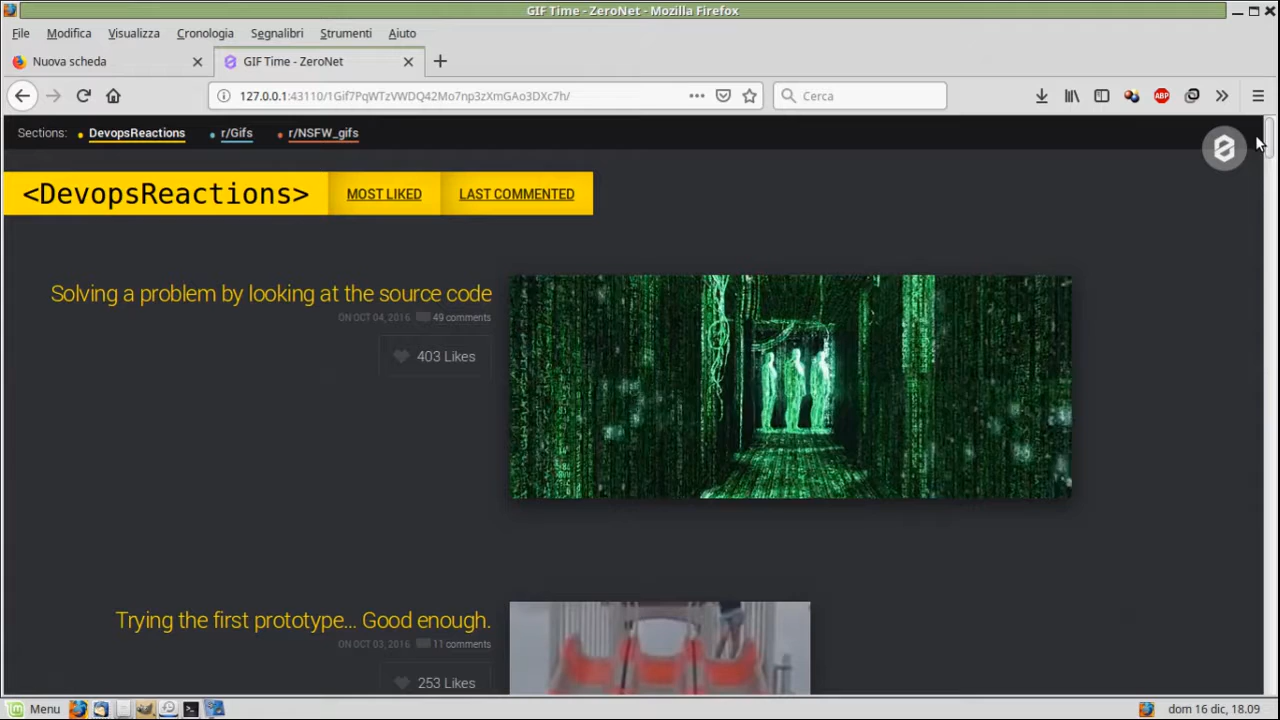 GIF Time - ZeroNet - Mozilla Firefox
File Modifica Visualizza Cronologia Segnalibri Strumenti Aiuto
Nuova scheda GIF Time - ZeroNet
127.0.0.1:43110/1Gif7PqWTzVWDQ42Mo7np3zXmGAo3DXc7h/ Cerca
Sections: DevopsReactions r/Gifs r/NSFW_gifs
<DevopsReactions> MOST LIKED LAST COMMENTED
Solving a problem by looking at the source code
ON OCT 04, 2016 49 comments
403 Likes
Trying the first prototype... Good enough.
ON OCT 03, 2016 11 comments
253 Likes
Menu dom 16 dic, 18.09